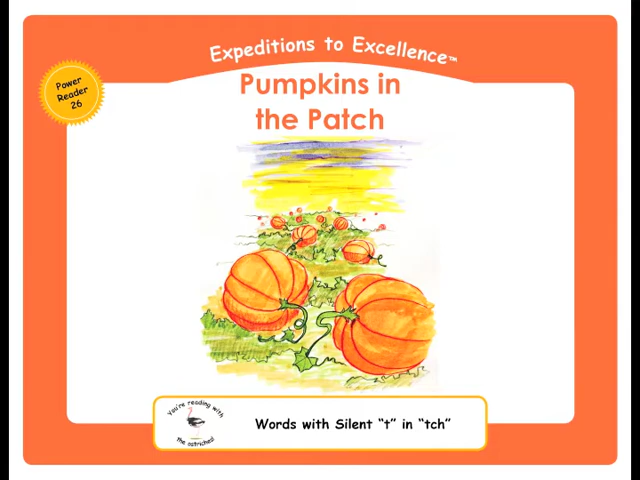 Expeditions to Excellence™
Power
Reader
26
Pumpkins in
the Patch
You're reading with
the ostriches!
Words with Silent “t” in “tch”